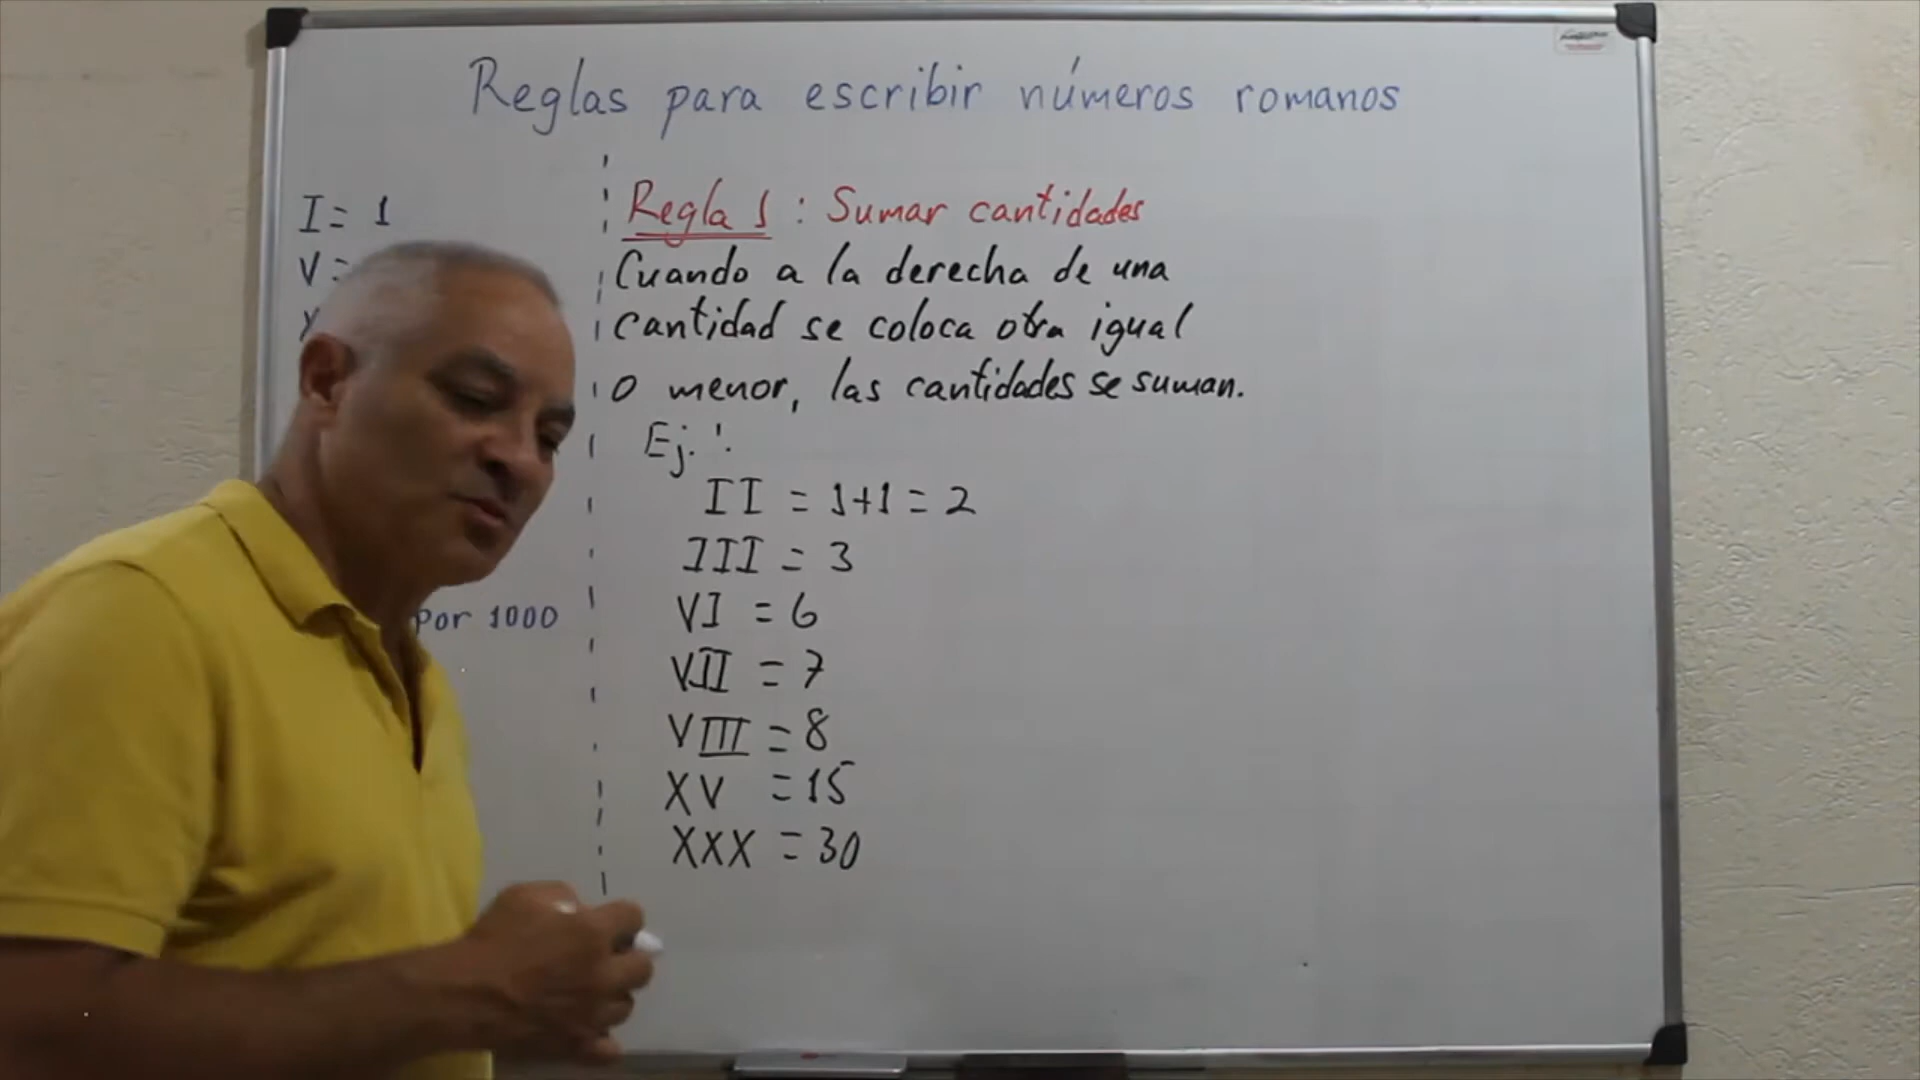 Reglas para escribir números romanos
I = 1
V =
por 1000
Regla 1 : Sumar cantidades
Cuando a la derecha de una
cantidad se coloca otra igual
o menor, las cantidades se suman.
Ej.:
II = 1+1 = 2
III = 3
VI = 6
VII = 7
VIII = 8
XV = 15
XXX = 30